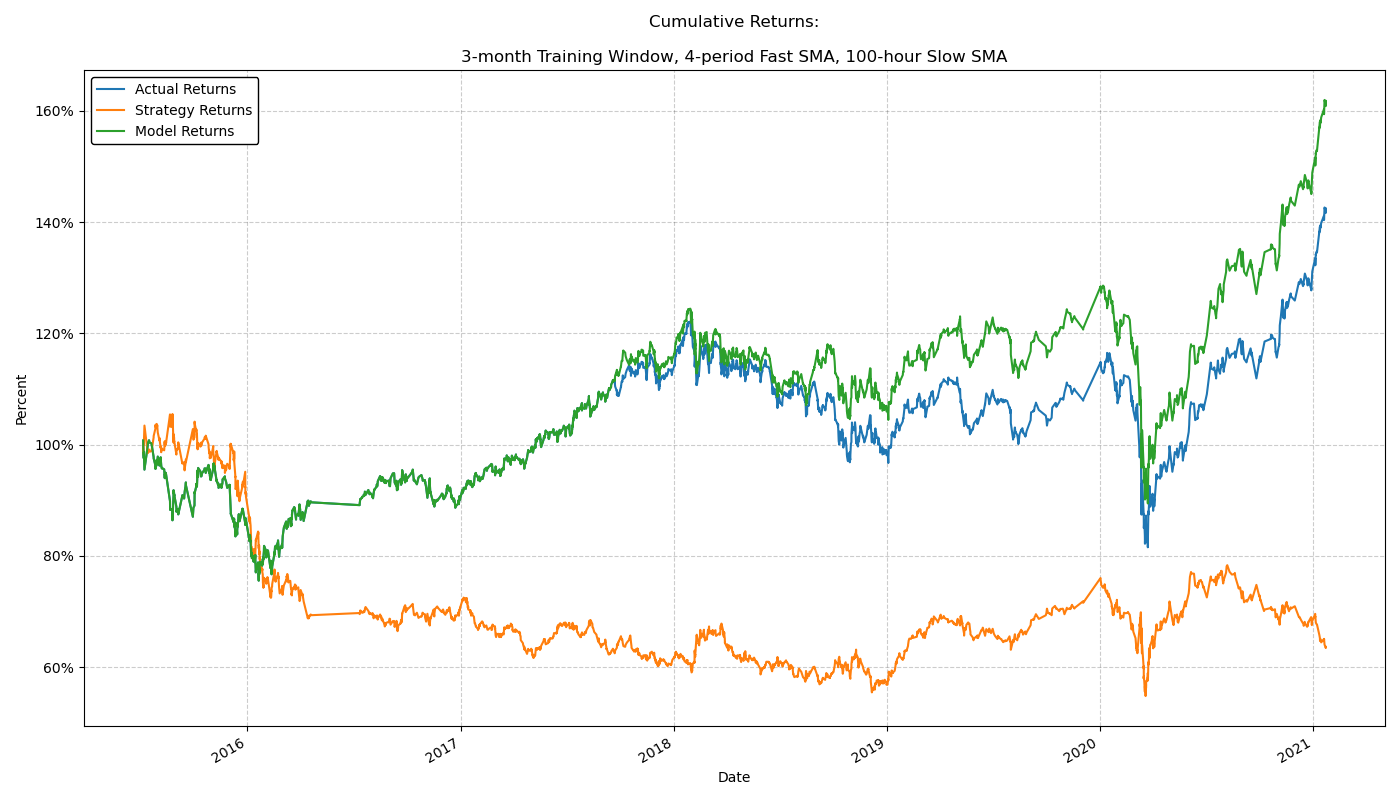 Cumulative Returns:
3-month Training Window, 4-period Fast SMA, 100-hour Slow SMA
Actual Returns
Strategy Returns
Model Returns
160%
140%
120%
100%
80%
60%
Percent
2016
2017
2018
2019
2020
2021
Date